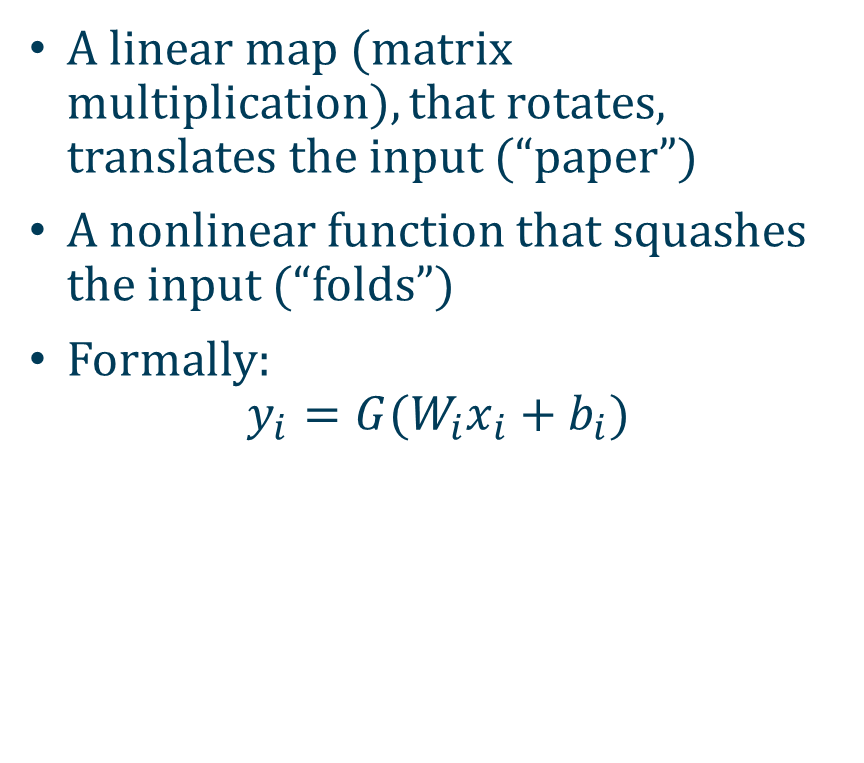 • A linear map (matrix
multiplication), that rotates,
translates the input (“paper”)
• A nonlinear function that squashes
the input (“folds”)
• Formally:
𝑦ᵢ = 𝐺(𝑊ᵢ𝑥ᵢ + 𝑏ᵢ)